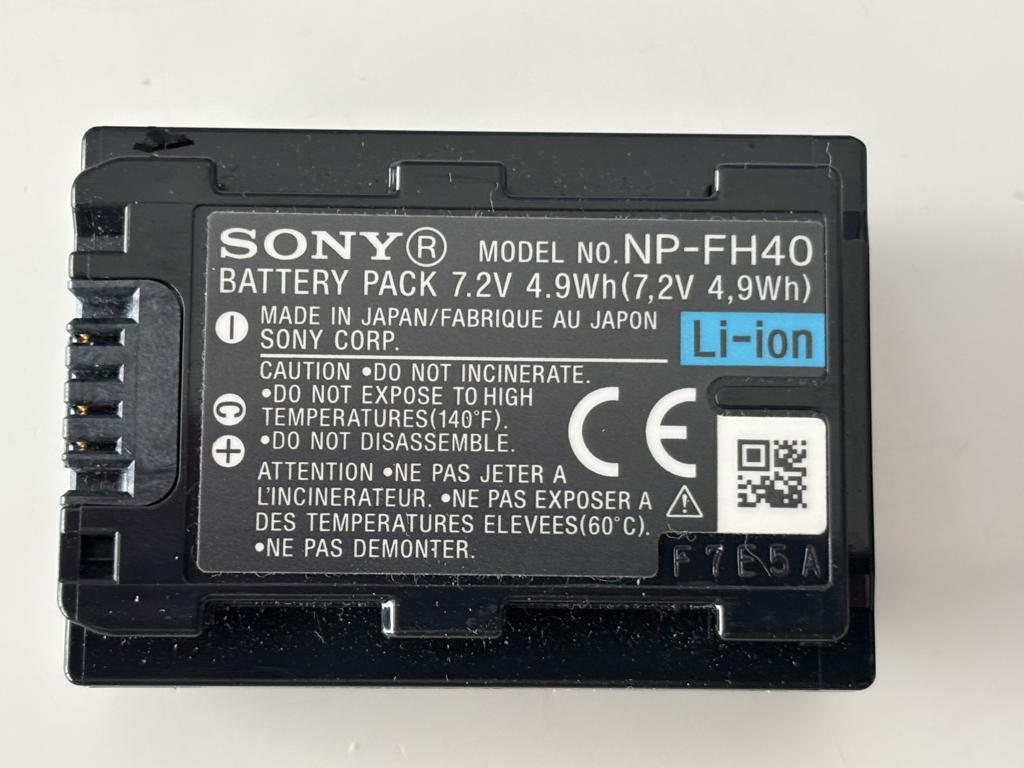 SONY® MODEL NO.NP-FH40
BATTERY PACK 7.2V 4.9Wh(7,2V 4,9Wh)
MADE IN JAPAN/FABRIQUE AU JAPON
SONY CORP.
Li-ion
CAUTION •DO NOT INCINERATE.
•DO NOT EXPOSE TO HIGH
TEMPERATURES(140°F).
•DO NOT DISASSEMBLE.
C
CE
ATTENTION •NE PAS JETER A
L'INCINERATEUR. •NE PAS EXPOSER A
DES TEMPERATURES ELEVEES(60°C).
•NE PAS DEMONTER.
F7E5A